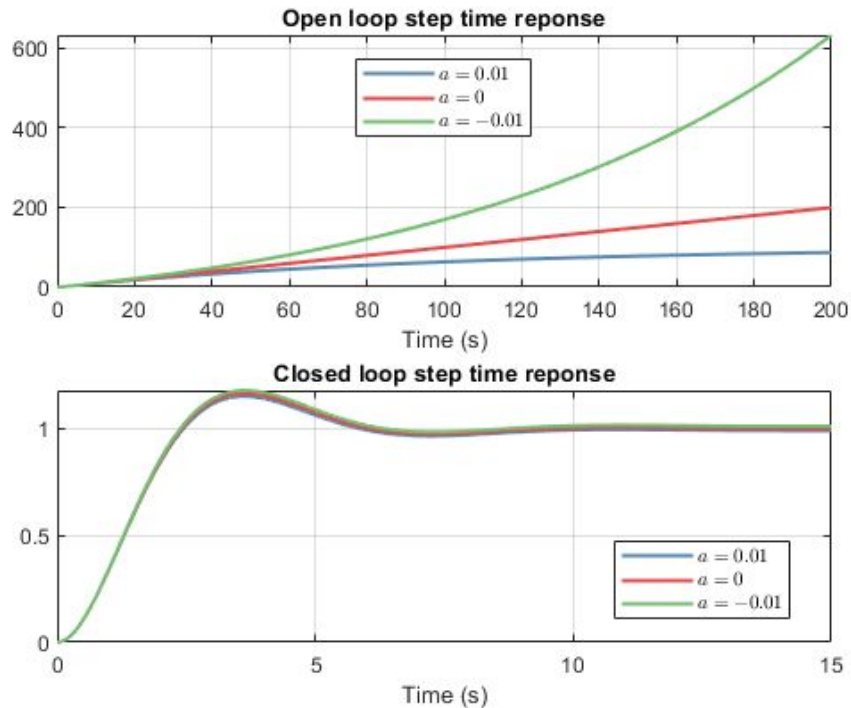 Open loop step time reponse
600
400
200
0
a = 0.01
a = 0
a = −0.01
0 20 40 60 80 100 120 140 160 180 200
Time (s)
Closed loop step time reponse
1
0.5
0
a = 0.01
a = 0
a = −0.01
0 5 10 15
Time (s)